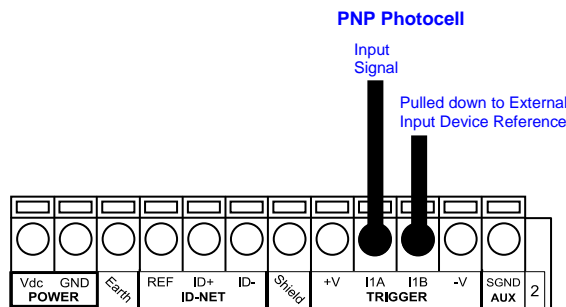 PNP Photocell
Input
Signal
Pulled down to External
Input Device Reference
Vdc GND Earth REF ID+ ID- Shield +V I1A I1B -V SGND 2
POWER ID-NET TRIGGER AUX